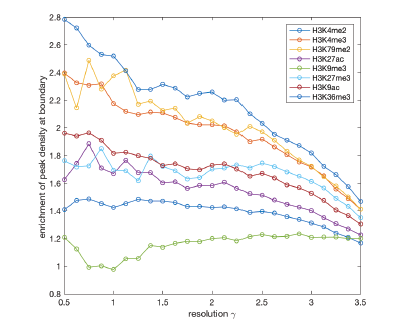 2.8
2.6
2.4
2.2
2
1.8
1.6
1.4
1.2
1
0.8
enrichment of peak density at boundary
H3K4me2
H3K4me3
H3K79me2
H3K27ac
H3K9me3
H3K27me3
H3K9ac
H3K36me3
0.5 1 1.5 2 2.5 3 3.5
resolution γ